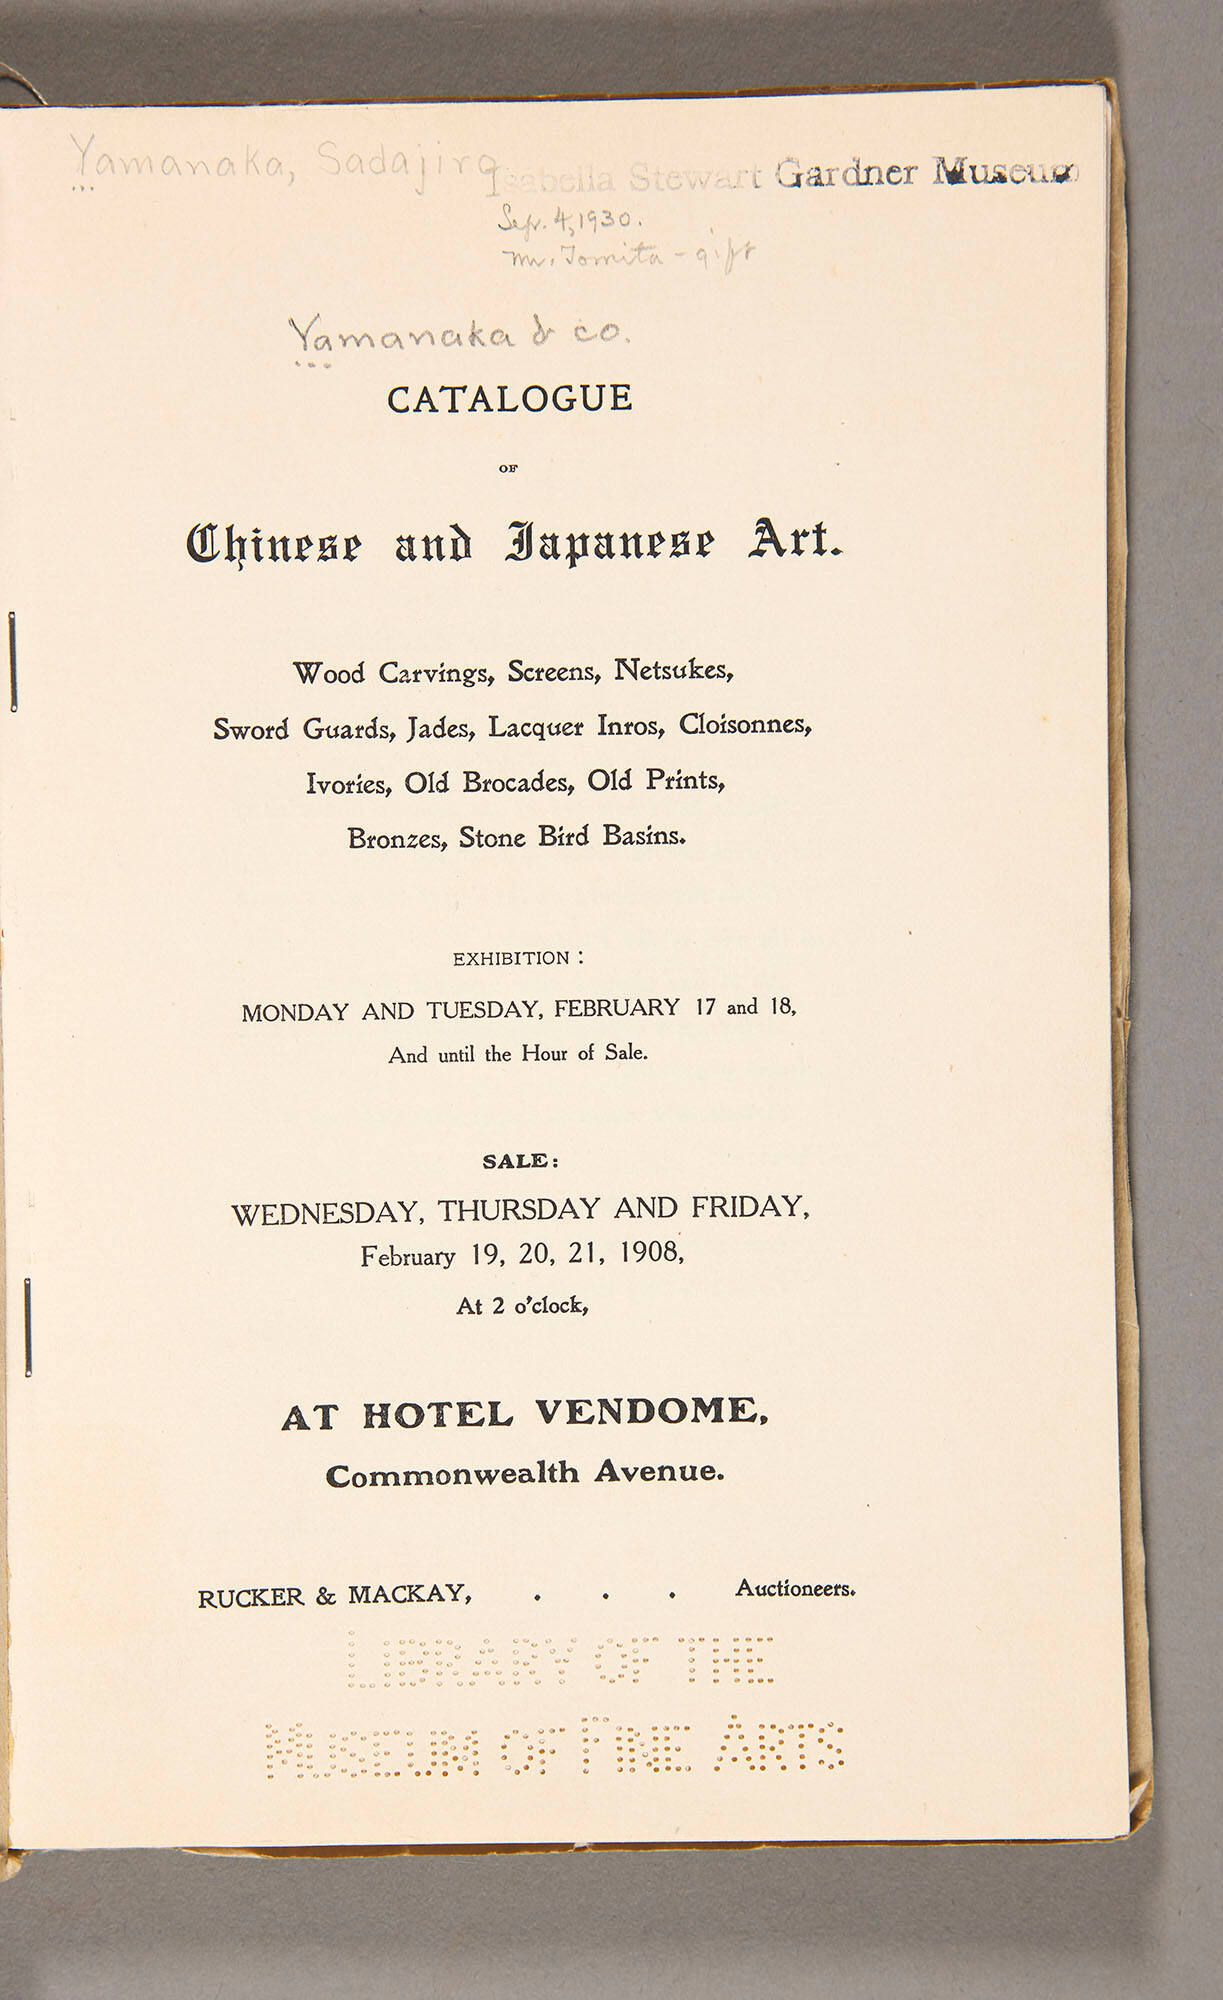 Yamanaka, Sadajiro
Isabella Stewart Gardner Museum
Sep. 4, 1930.
Mr. Tomita - gift
Yamanaka & co.
CATALOGUE
OF
Chinese and Japanese Art.
Wood Carvings, Screens, Netsukes,
Sword Guards, Jades, Lacquer Inros, Cloisonnes,
Ivories, Old Brocades, Old Prints,
Bronzes, Stone Bird Basins.
EXHIBITION:
MONDAY AND TUESDAY, FEBRUARY 17 and 18,
And until the Hour of Sale.
SALE:
WEDNESDAY, THURSDAY AND FRIDAY,
February 19, 20, 21, 1908,
At 2 o'clock,
AT HOTEL VENDOME,
Commonwealth Avenue.
RUCKER & MACKAY, . . . Auctioneers.
LIBRARY OF THE
MUSEUM OF FINE ARTS